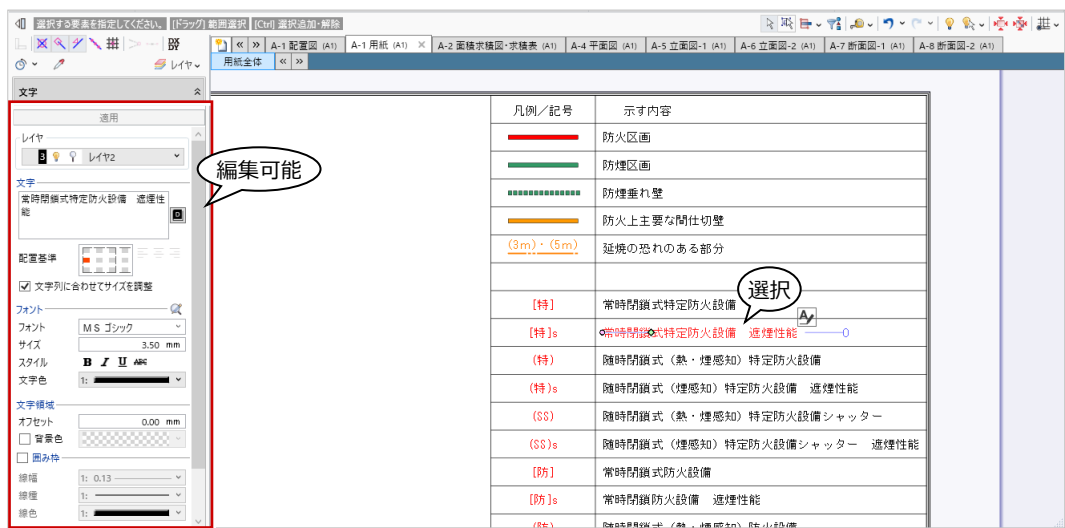 選択する要素を指定してください。 [ドラッグ] 範囲選択 [Ctrl] 選択追加・解除
A-1 配置図 (A1)
A-1 用紙 (A1) ×
A-2 面積求積図・求積表 (A1)
A-4 平面図 (A1)
A-5 立面図-1 (A1)
A-6 立面図-2 (A1)
A-7 断面図-1 (A1)
A-8 断面図-2 (A1)
レイヤ
用紙全体
文字
適用
レイヤ
3 レイヤ2
文字
常時閉鎖式特定防火設備 遮煙性
能
配置基準
文字列に合わせてサイズを調整
フォント
フォント MS ゴシック
サイズ 3.50 mm
スタイル B I U ABC
文字色 1:
文字領域
オフセット 0.00 mm
背景色
囲み枠
線幅 1: 0.13
線種 1:
線色 1:
編集可能
選択
凡例/記号 示す内容
防火区画
防煙区画
防煙垂れ壁
防火上主要な間仕切壁
(3m)・(5m) 延焼の恐れのある部分
[特] 常時閉鎖式特定防火設備
[特]s 常時閉鎖式特定防火設備 遮煙性能
(特) 随時閉鎖式(熱・煙感知)特定防火設備
(特)s 随時閉鎖式(煙感知)特定防火設備 遮煙性能
(SS) 随時閉鎖式(熱・煙感知)特定防火設備シャッター
(SS)s 随時閉鎖式(煙感知)特定防火設備シャッター 遮煙性能
[防] 常時閉鎖式防火設備
[防]s 常時閉鎖防火設備 遮煙性能
(防) 随時閉鎖式(熱・煙感知)防火設備